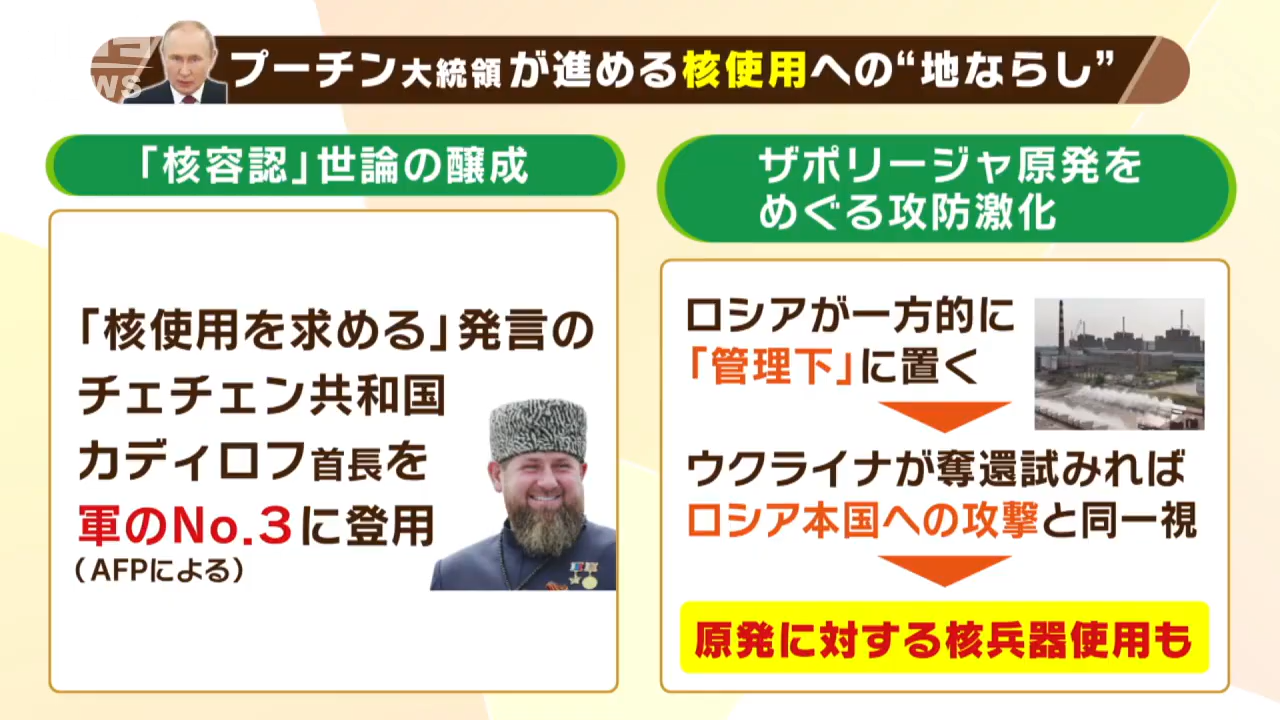 NEWS
プーチン大統領が進める核使用への“地ならし”
「核容認」世論の醸成
「核使用を求める」発言の
チェチェン共和国
カディロフ首長を
軍のNo.3に登用
（AFPによる）
ザポリージャ原発を
めぐる攻防激化
ロシアが一方的に
「管理下」に置く
ウクライナが奪還試みれば
ロシア本国への攻撃と同一視
原発に対する核兵器使用も